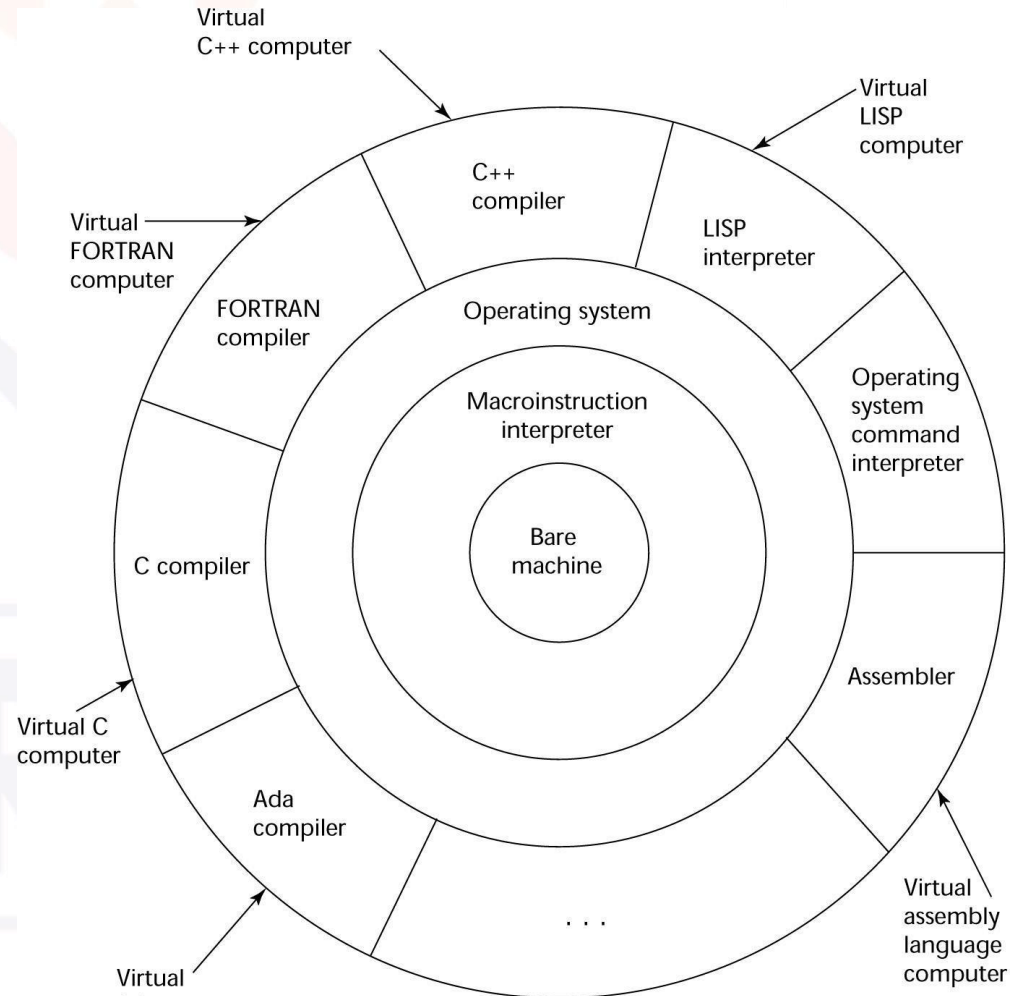 Virtual
C++ computer
Virtual
LISP
computer
C++
compiler
LISP
interpreter
Virtual
FORTRAN
computer
FORTRAN
compiler
Operating system
Operating
system
command
interpreter
Macroinstruction
interpreter
Bare
machine
C compiler
Assembler
Virtual C
computer
Ada
compiler
Virtual
assembly
language
computer
. . .
Virtual